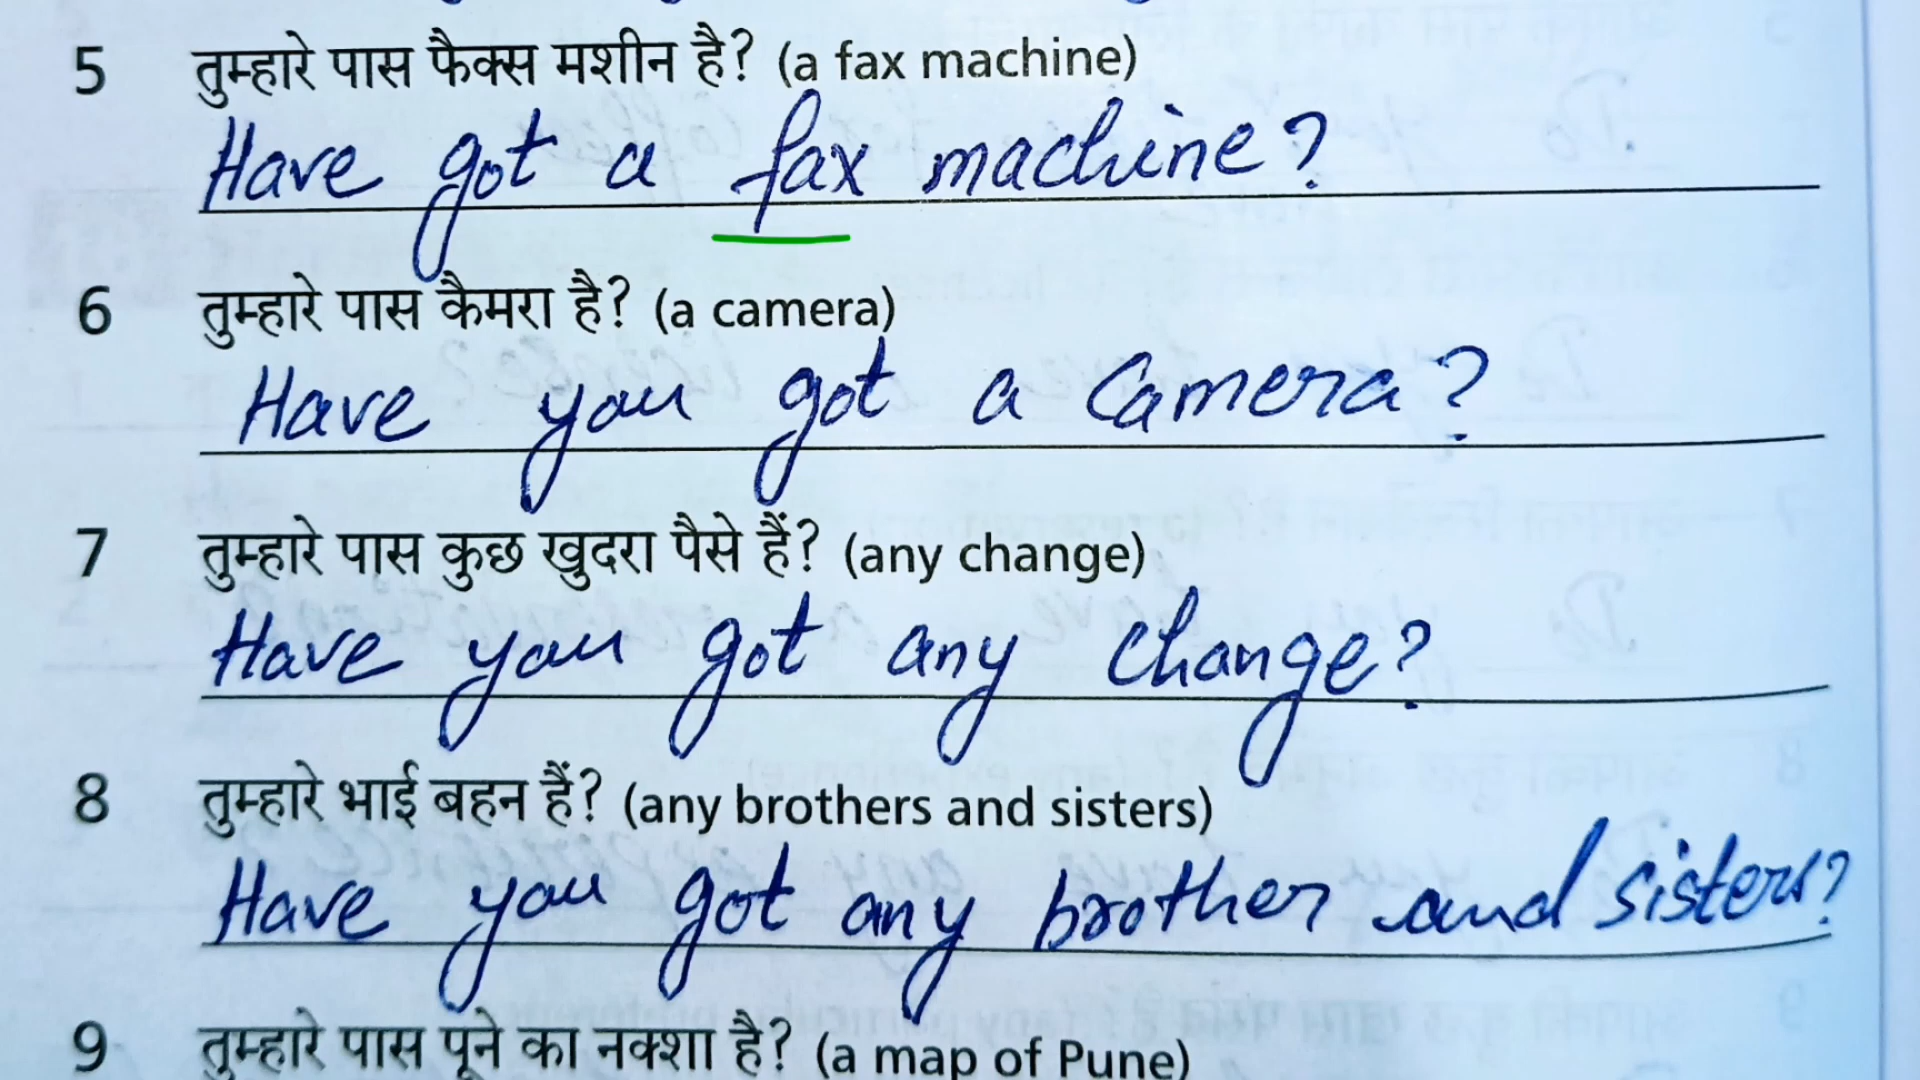 5 तुम्हारे पास फैक्स मशीन है? (a fax machine)
Have got a fax machine?
6 तुम्हारे पास कैमरा है? (a camera)
Have you got a camera?
7 तुम्हारे पास कुछ खुदरा पैसे हैं? (any change)
Have you got any change?
8 तुम्हारे भाई बहन हैं? (any brothers and sisters)
Have you got any brother and sisters?
9 तुम्हारे पास पूने का नक्शा है? (a map of Pune)